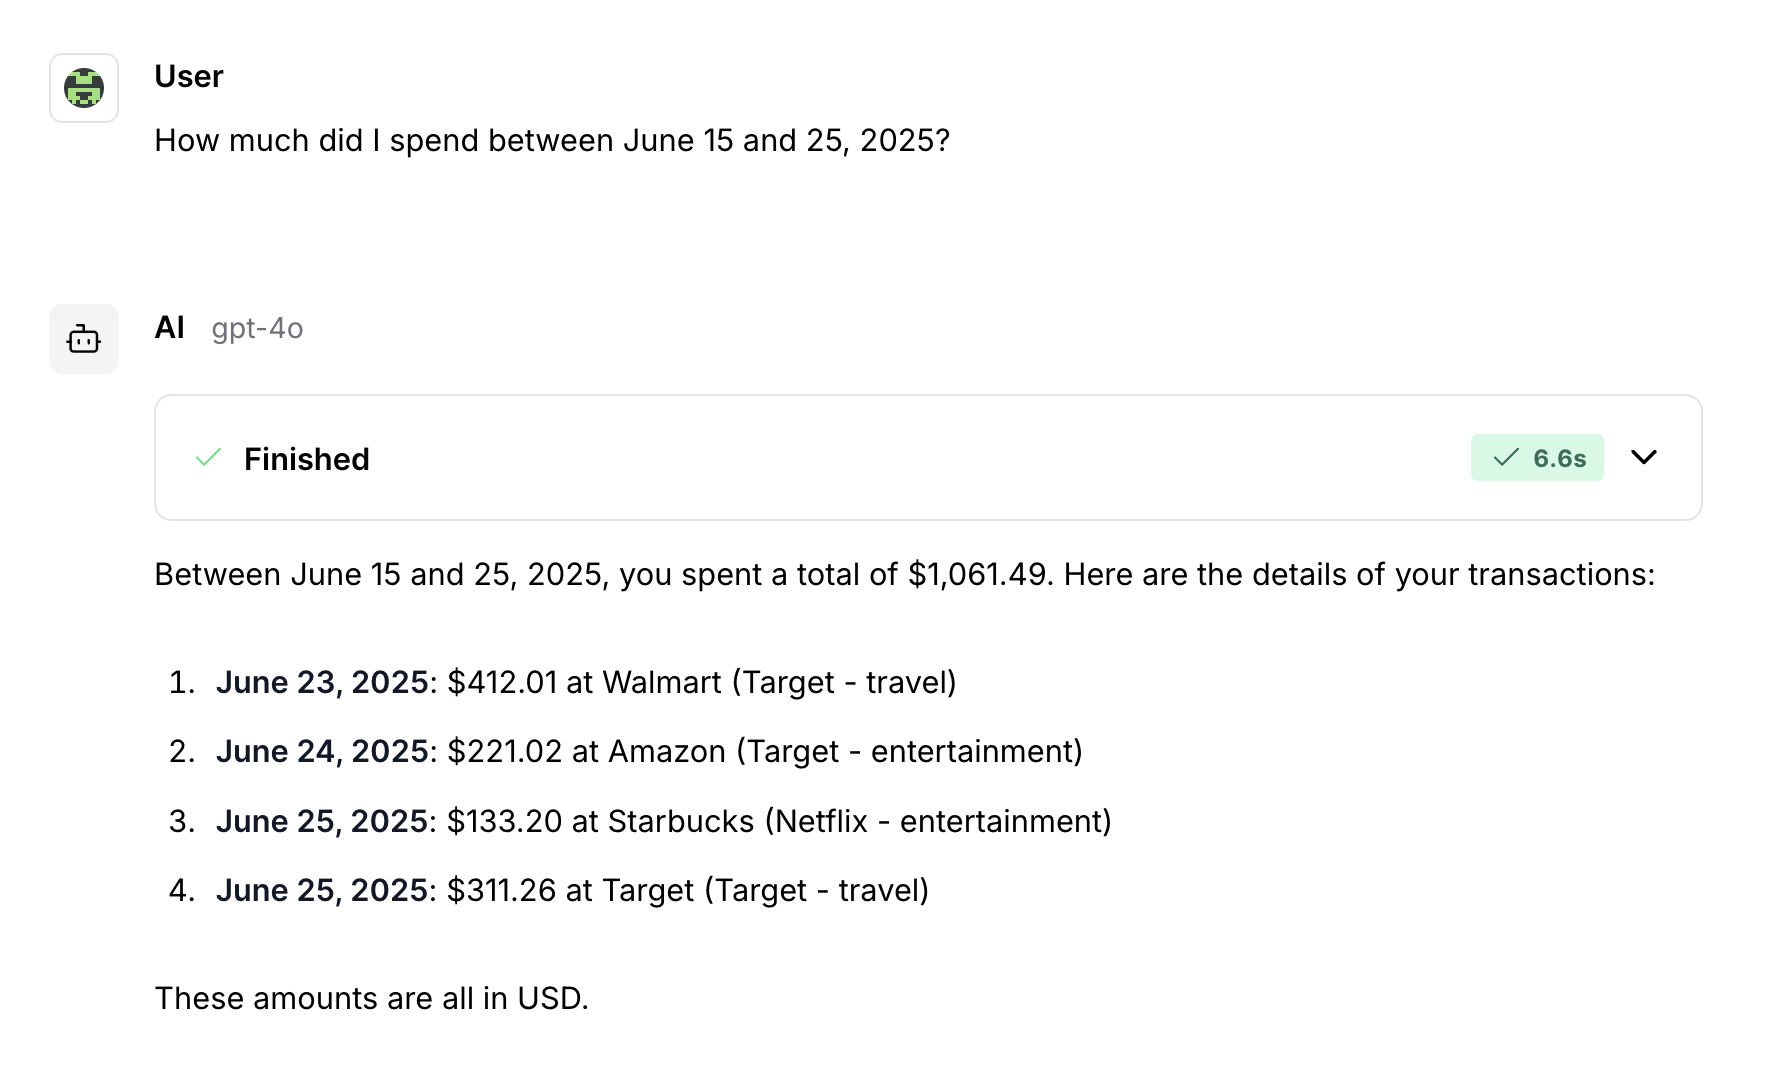 User
How much did I spend between June 15 and 25, 2025?
AI gpt-4o
Finished 6.6s
Between June 15 and 25, 2025, you spent a total of $1,061.49. Here are the details of your transactions:
1. June 23, 2025: $412.01 at Walmart (Target - travel)
2. June 24, 2025: $221.02 at Amazon (Target - entertainment)
3. June 25, 2025: $133.20 at Starbucks (Netflix - entertainment)
4. June 25, 2025: $311.26 at Target (Target - travel)
These amounts are all in USD.